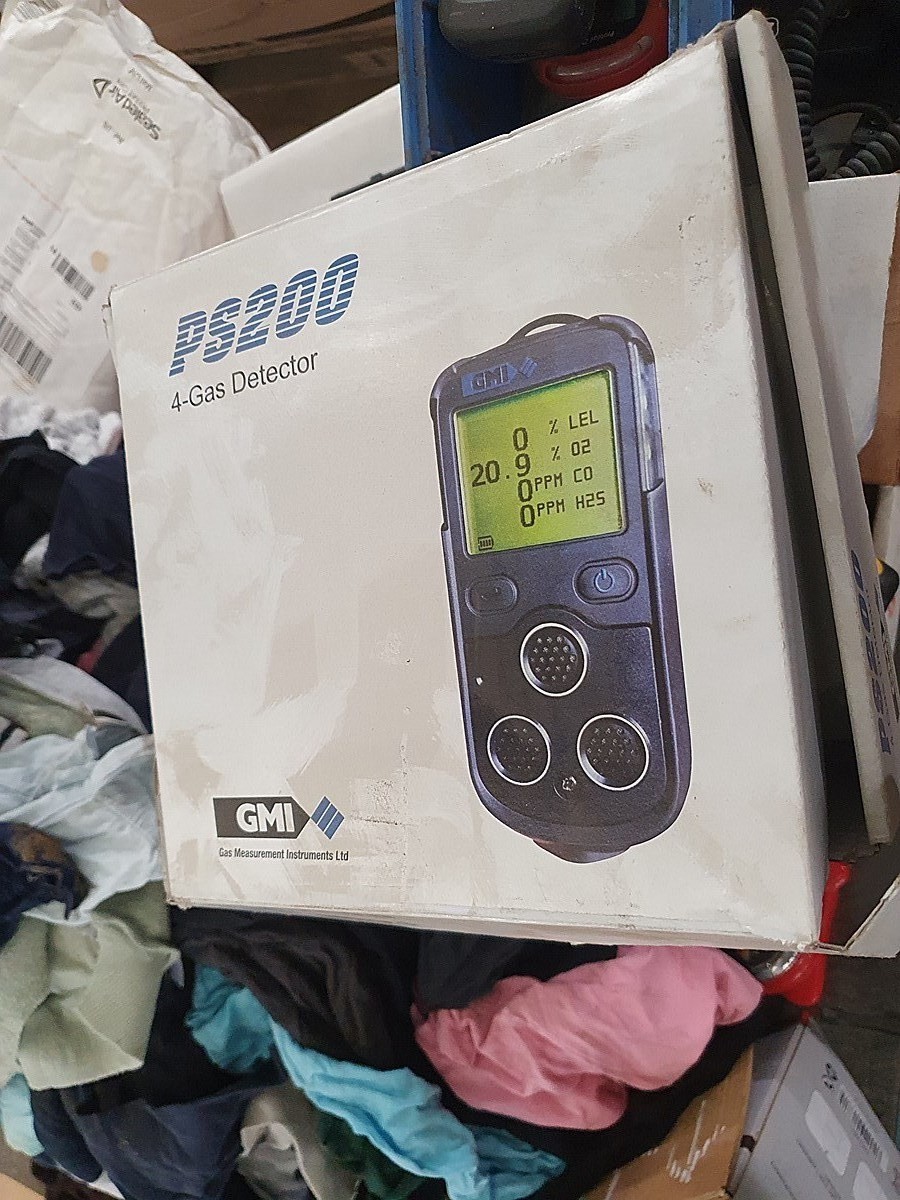 SealedAir
PS200
4-Gas Detector
GMI
0 % LEL
20.9 % O2
0 PPM CO
0 PPM H2S
GMI
Gas Measurement Instruments Ltd
PS200